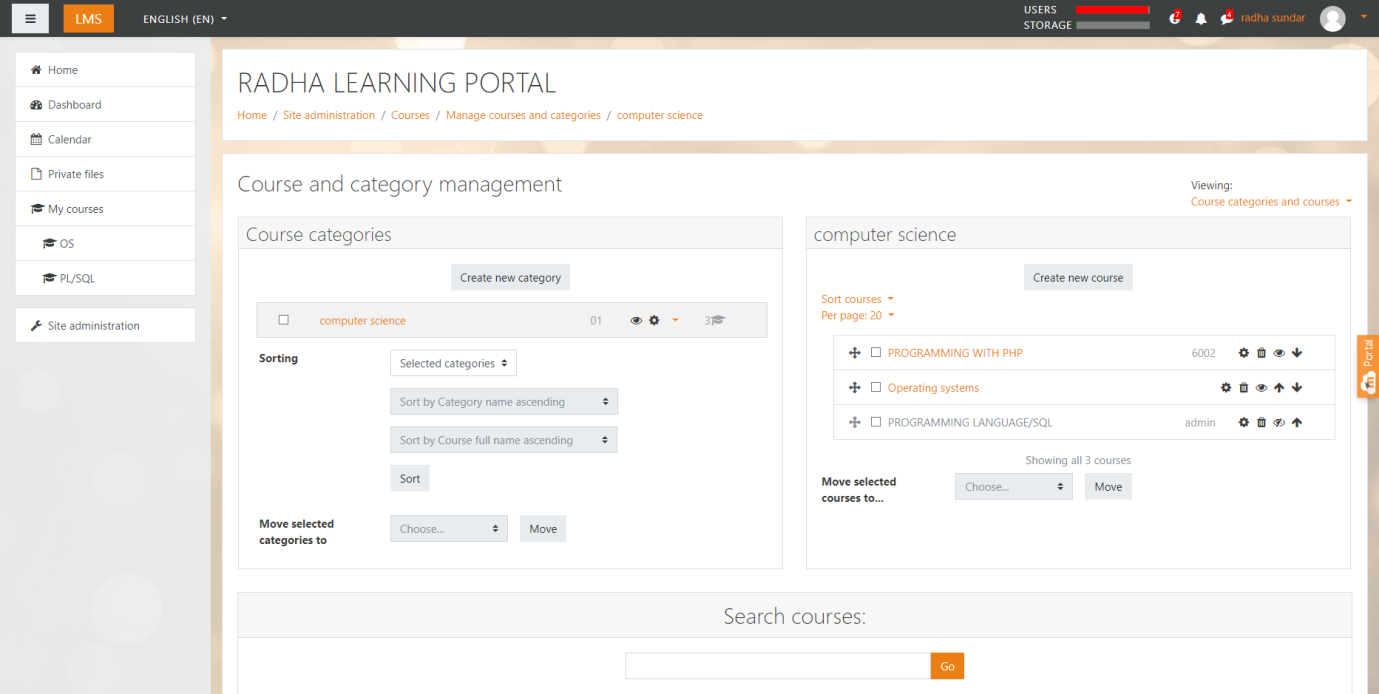 LMS
ENGLISH (EN)
USERS
STORAGE
7
4
radha sundar
Home
Dashboard
Calendar
Private files
My courses
OS
PL/SQL
Site administration
RADHA LEARNING PORTAL
Home / Site administration / Courses / Manage courses and categories / computer science
Course and category management
Viewing:
Course categories and courses
Course categories
Create new category
computer science 01 3
Sorting
Selected categories
Sort by Category name ascending
Sort by Course full name ascending
Sort
Move selected categories to
Choose... Move
computer science
Create new course
Sort courses
Per page: 20
PROGRAMMING WITH PHP 6002
Operating systems
PROGRAMMING LANGUAGE/SQL admin
Showing all 3 courses
Move selected courses to...
Choose... Move
Portal
Search courses:
Go